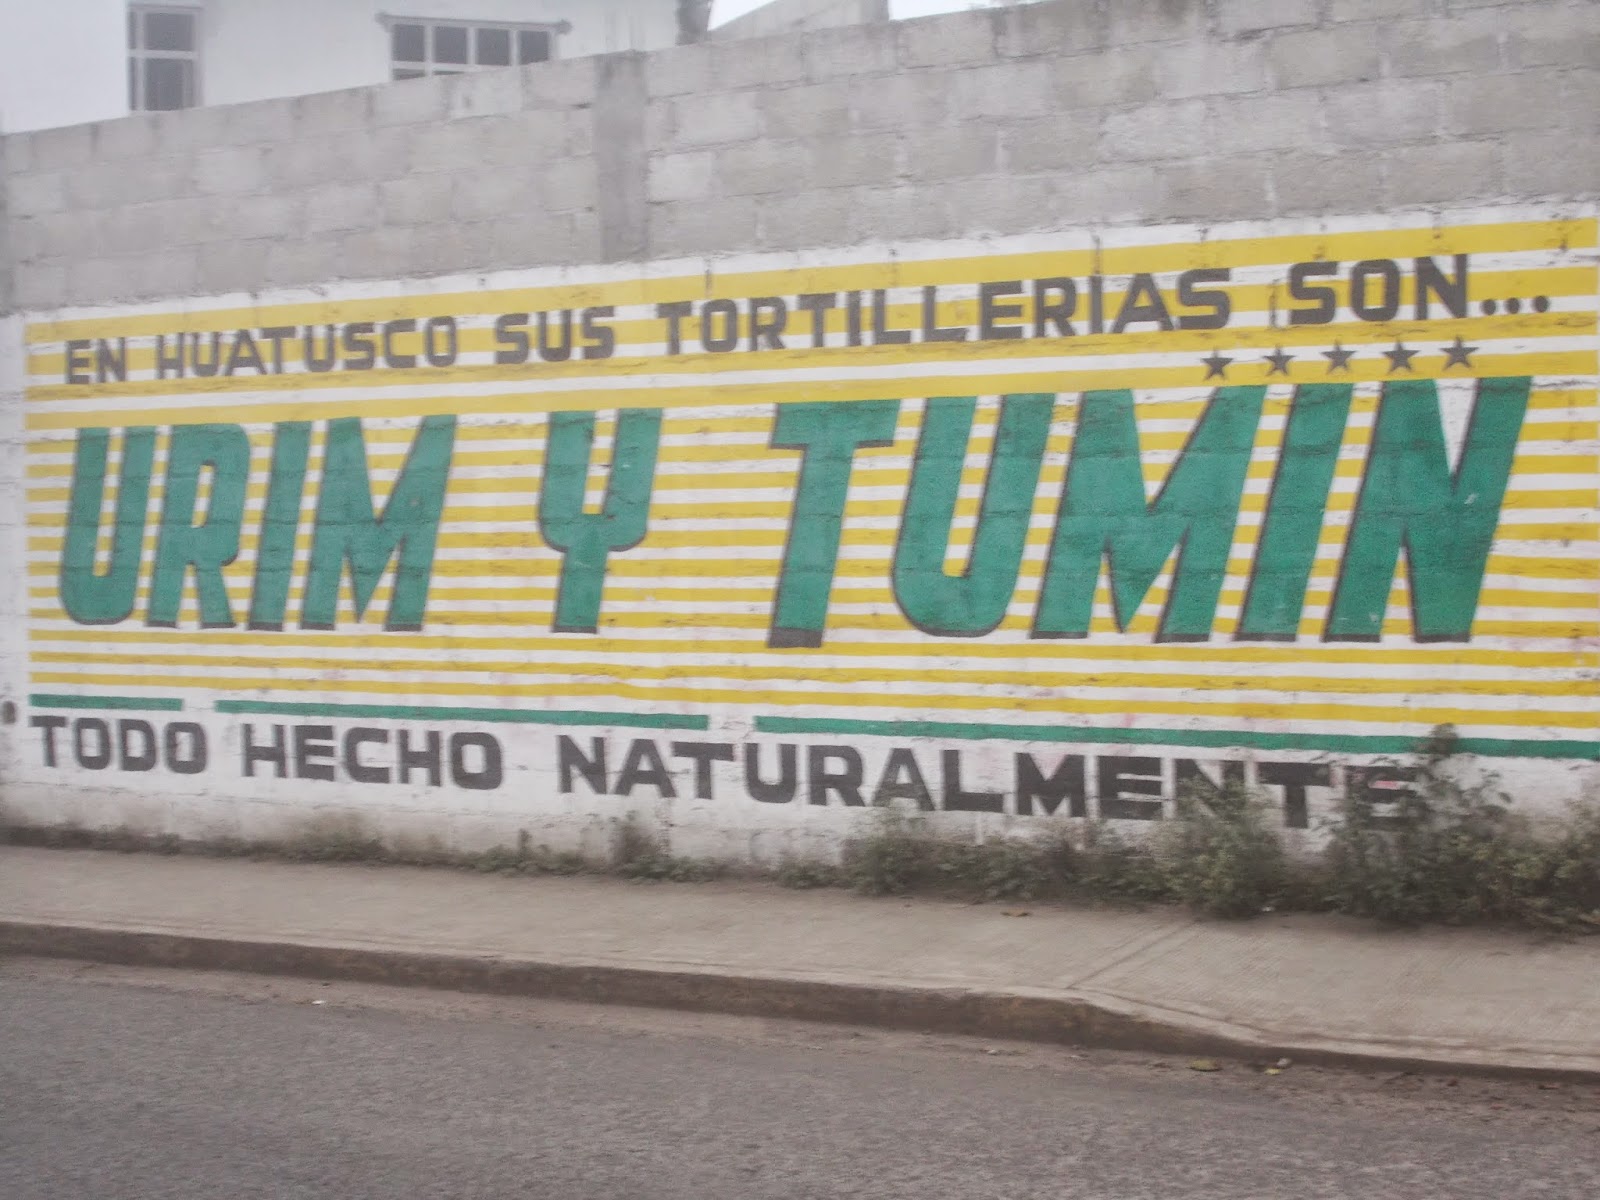 EN HUATUSCO SUS TORTILLERIAS SON...
URIM Y TUMIN
TODO HECHO NATURALMENTE